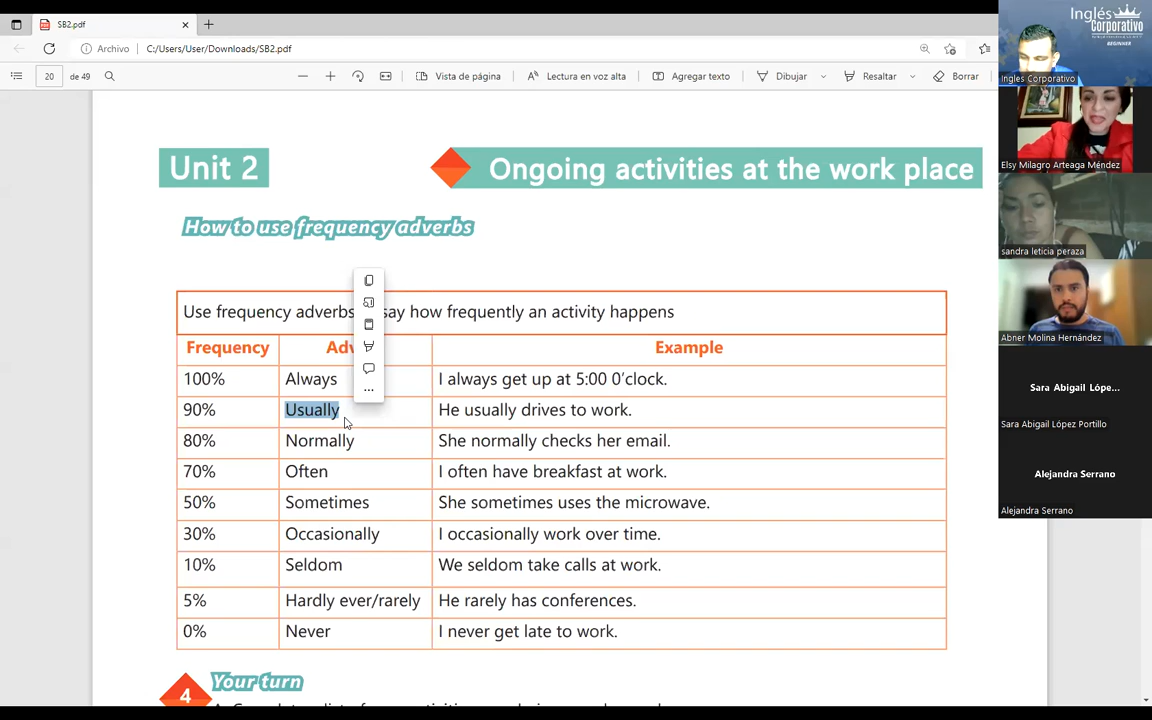 SB2.pdf
Archivo C:/Users/User/Downloads/SB2.pdf
20 de 49 Vista de página Lectura en voz alta Agregar texto Dibujar Resaltar Borrar
Unit 2
Ongoing activities at the work place
How to use frequency adverbs
Use frequency adverbs say how frequently an activity happens
Frequency Adv Example
100% Always I always get up at 5:00 0'clock.
90% Usually He usually drives to work.
80% Normally She normally checks her email.
70% Often I often have breakfast at work.
50% Sometimes She sometimes uses the microwave.
30% Occasionally I occasionally work over time.
10% Seldom We seldom take calls at work.
5% Hardly ever/rarely He rarely has conferences.
0% Never I never get late to work.
4 Your turn
Inglés
Corporativo
BEGINNER
Ingles Corporativo
Elsy Milagro Arteaga Méndez
sandra leticia peraza
Abner Molina Hernández
Sara Abigail Lópe...
Sara Abigail López Portillo
Alejandra Serrano
Alejandra Serrano